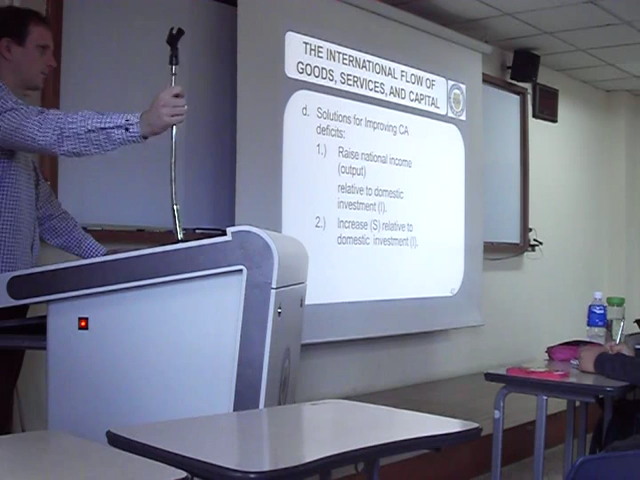 THE INTERNATIONAL FLOW OF
GOODS, SERVICES, AND CAPITAL
d. Solutions for Improving CA
deficits:
1.) Raise national income
(output)
relative to domestic
investment (I).
2.) Increase (S) relative to
domestic investment (I).